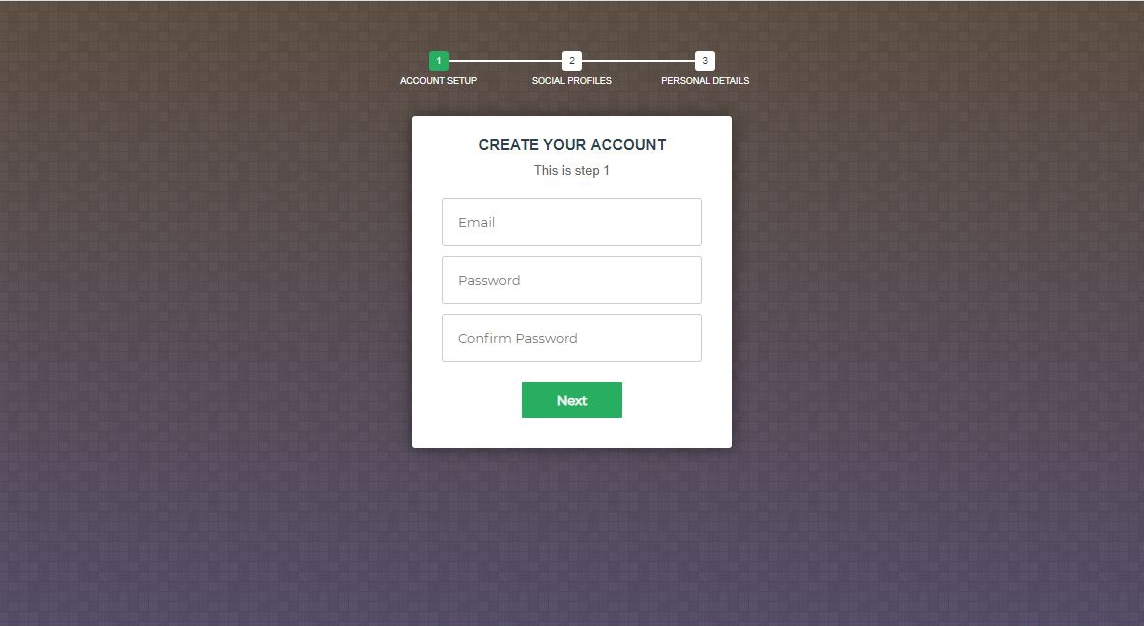 1 2 3
ACCOUNT SETUP SOCIAL PROFILES PERSONAL DETAILS
CREATE YOUR ACCOUNT
This is step 1
Email
Password
Confirm Password
Next